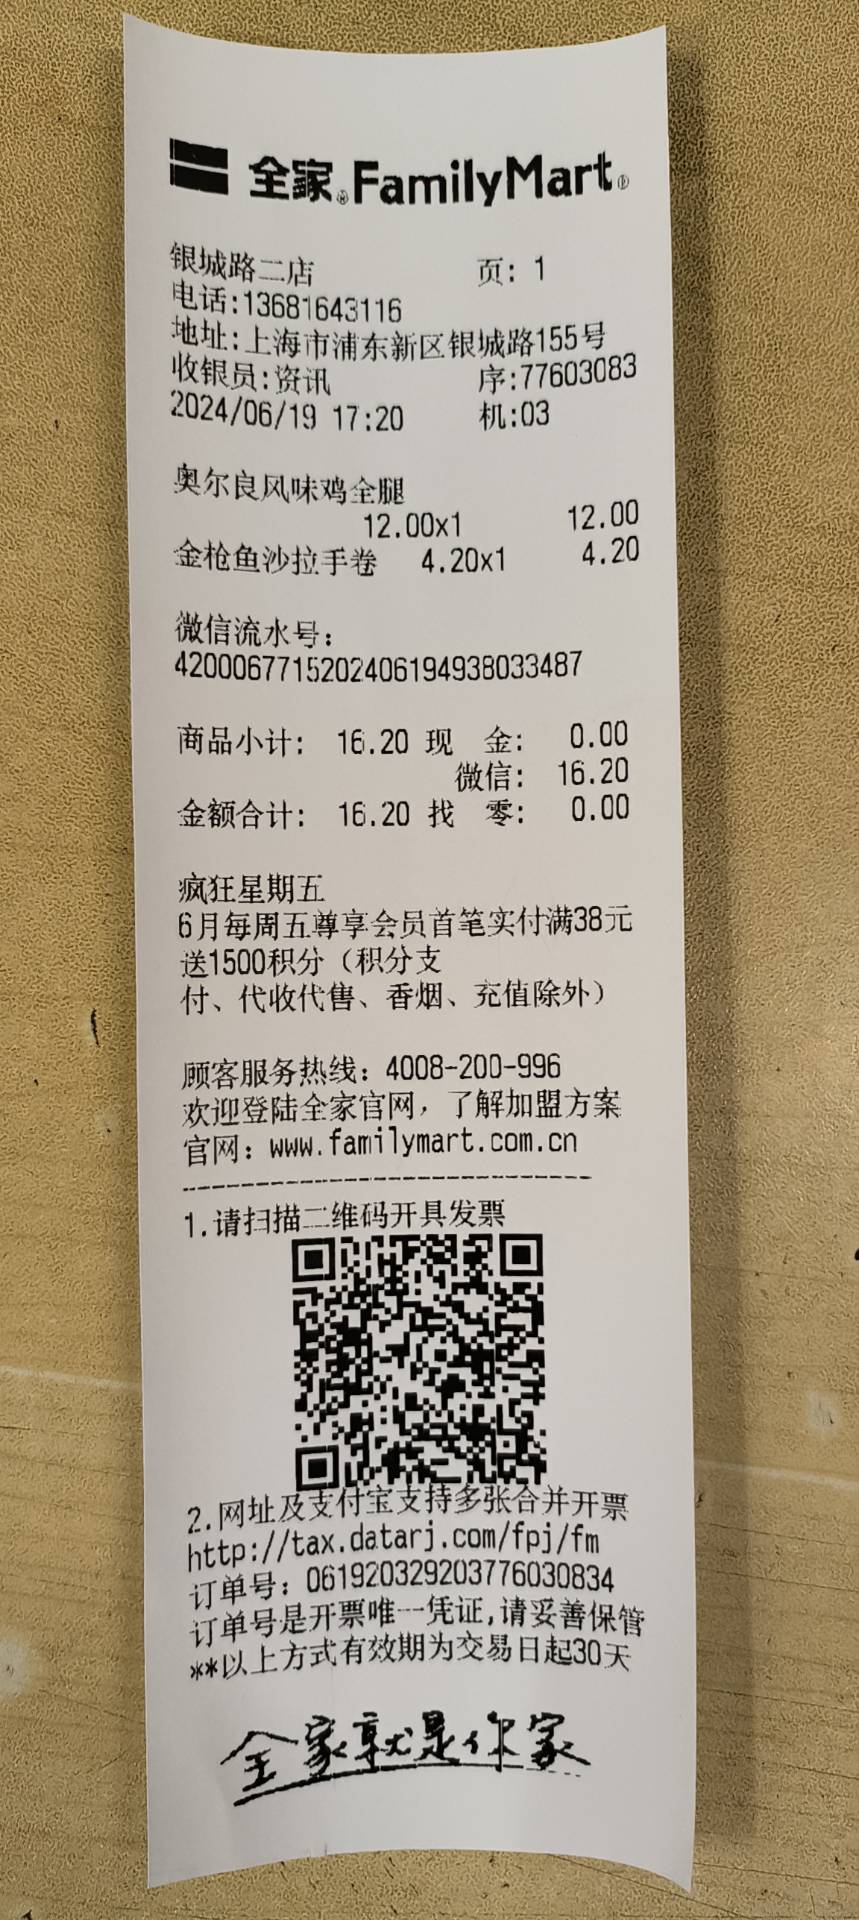 全家®FamilyMart®
银城路二店 页: 1
电话:13681643116
地址:上海市浦东新区银城路155号
收银员:资讯 序:77603083
2024/06/19 17:20 机:03
奥尔良风味鸡全腿
12.00x1 12.00
金枪鱼沙拉手卷 4.20x1 4.20
微信流水号:
4200067715202406194938033487
商品小计: 16.20 现 金: 0.00
微信: 16.20
金额合计: 16.20 找 零: 0.00
疯狂星期五
6月每周五尊享会员首笔实付满38元
送1500积分（积分支
付、代收代售、香烟、充值除外）
顾客服务热线: 4008-200-996
欢迎登陆全家官网，了解加盟方案
官网: www.familymart.com.cn
1.请扫描二维码开具发票
2.网址及支付宝支持多张合并开票
http://tax.datarj.com/fpj/fm
订单号: 0619203292037760308​34
订单号是开票唯一凭证,请妥善保管
**以上方式有效期为交易日起30天
全家就是你家